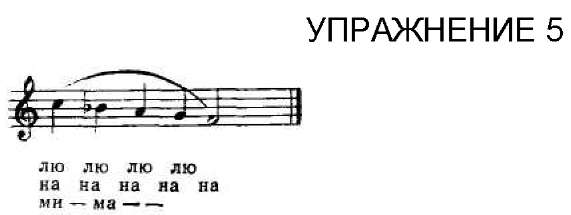 УПРАЖНЕНИЕ 5
лю лю лю лю
на на на на на
ми — ма — —